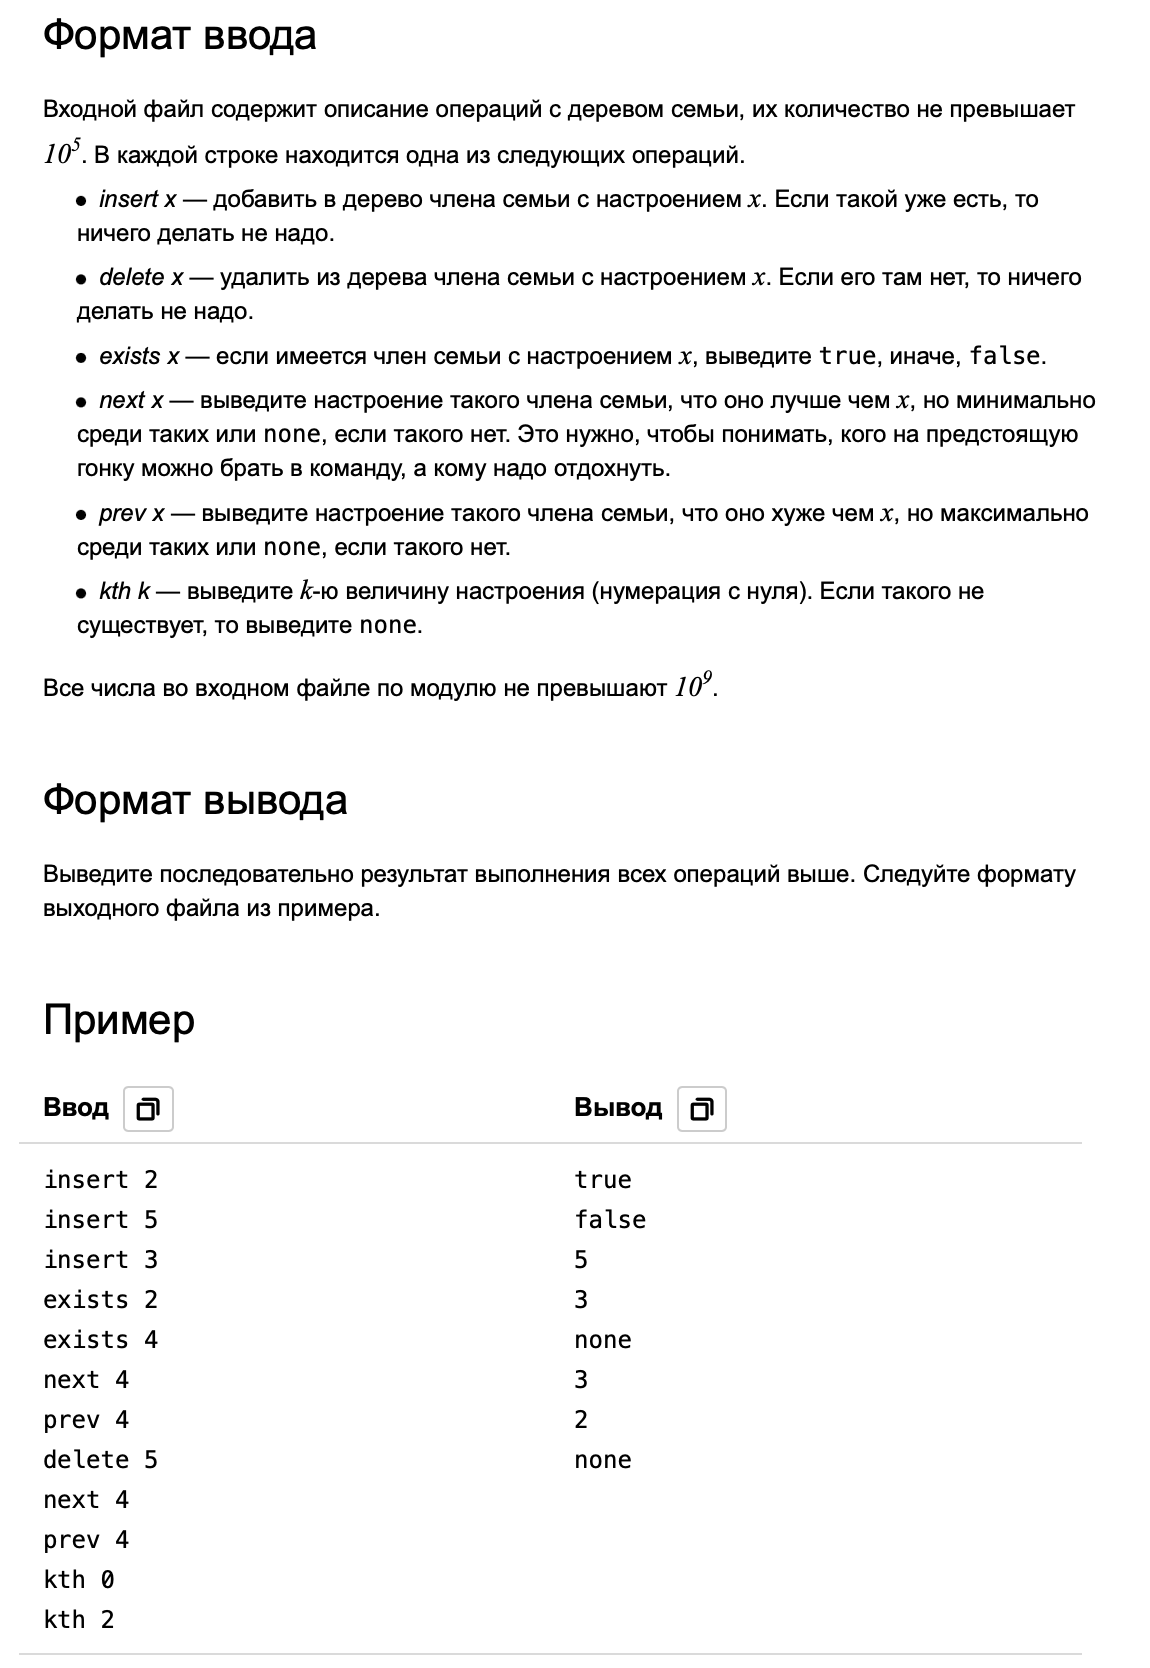 Формат ввода
Входной файл содержит описание операций с деревом семьи, их количество не превышает
10⁵. В каждой строке находится одна из следующих операций.
● insert x — добавить в дерево члена семьи с настроением x. Если такой уже есть, то
ничего делать не надо.
● delete x — удалить из дерева члена семьи с настроением x. Если его там нет, то ничего
делать не надо.
● exists x — если имеется член семьи с настроением x, выведите true, иначе, false.
● next x — выведите настроение такого члена семьи, что оно лучше чем x, но минимально
среди таких или none, если такого нет. Это нужно, чтобы понимать, кого на предстоящую
гонку можно брать в команду, а кому надо отдохнуть.
● prev x — выведите настроение такого члена семьи, что оно хуже чем x, но максимально
среди таких или none, если такого нет.
● kth k — выведите k-ю величину настроения (нумерация с нуля). Если такого не
существует, то выведите none.
Все числа во входном файле по модулю не превышают 10⁹.
Формат вывода
Выведите последовательно результат выполнения всех операций выше. Следуйте формату
выходного файла из примера.
Пример
Ввод Вывод
insert 2 true
insert 5 false
insert 3 5
exists 2 3
exists 4 none
next 4 3
prev 4 2
delete 5 none
next 4
prev 4
kth 0
kth 2